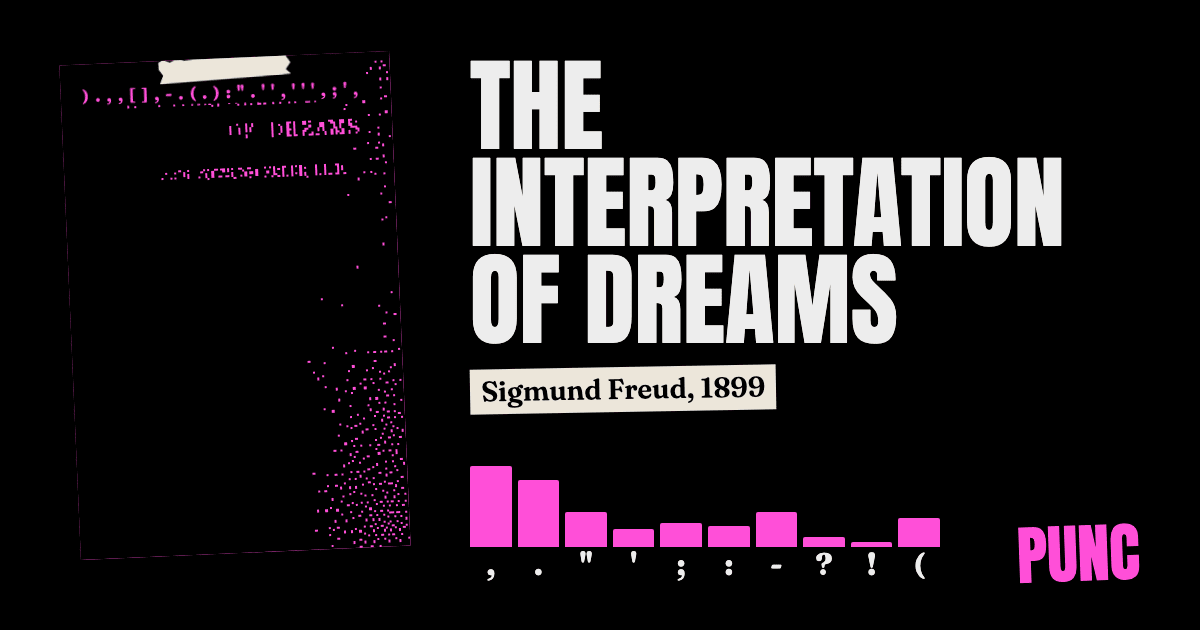 ).,,[],-.(.):".'',''',;',
OF DREAMS
THE
INTERPRETATION
OF DREAMS
Sigmund Freud, 1899
, . " ' ; : - ? ! (
PUNC